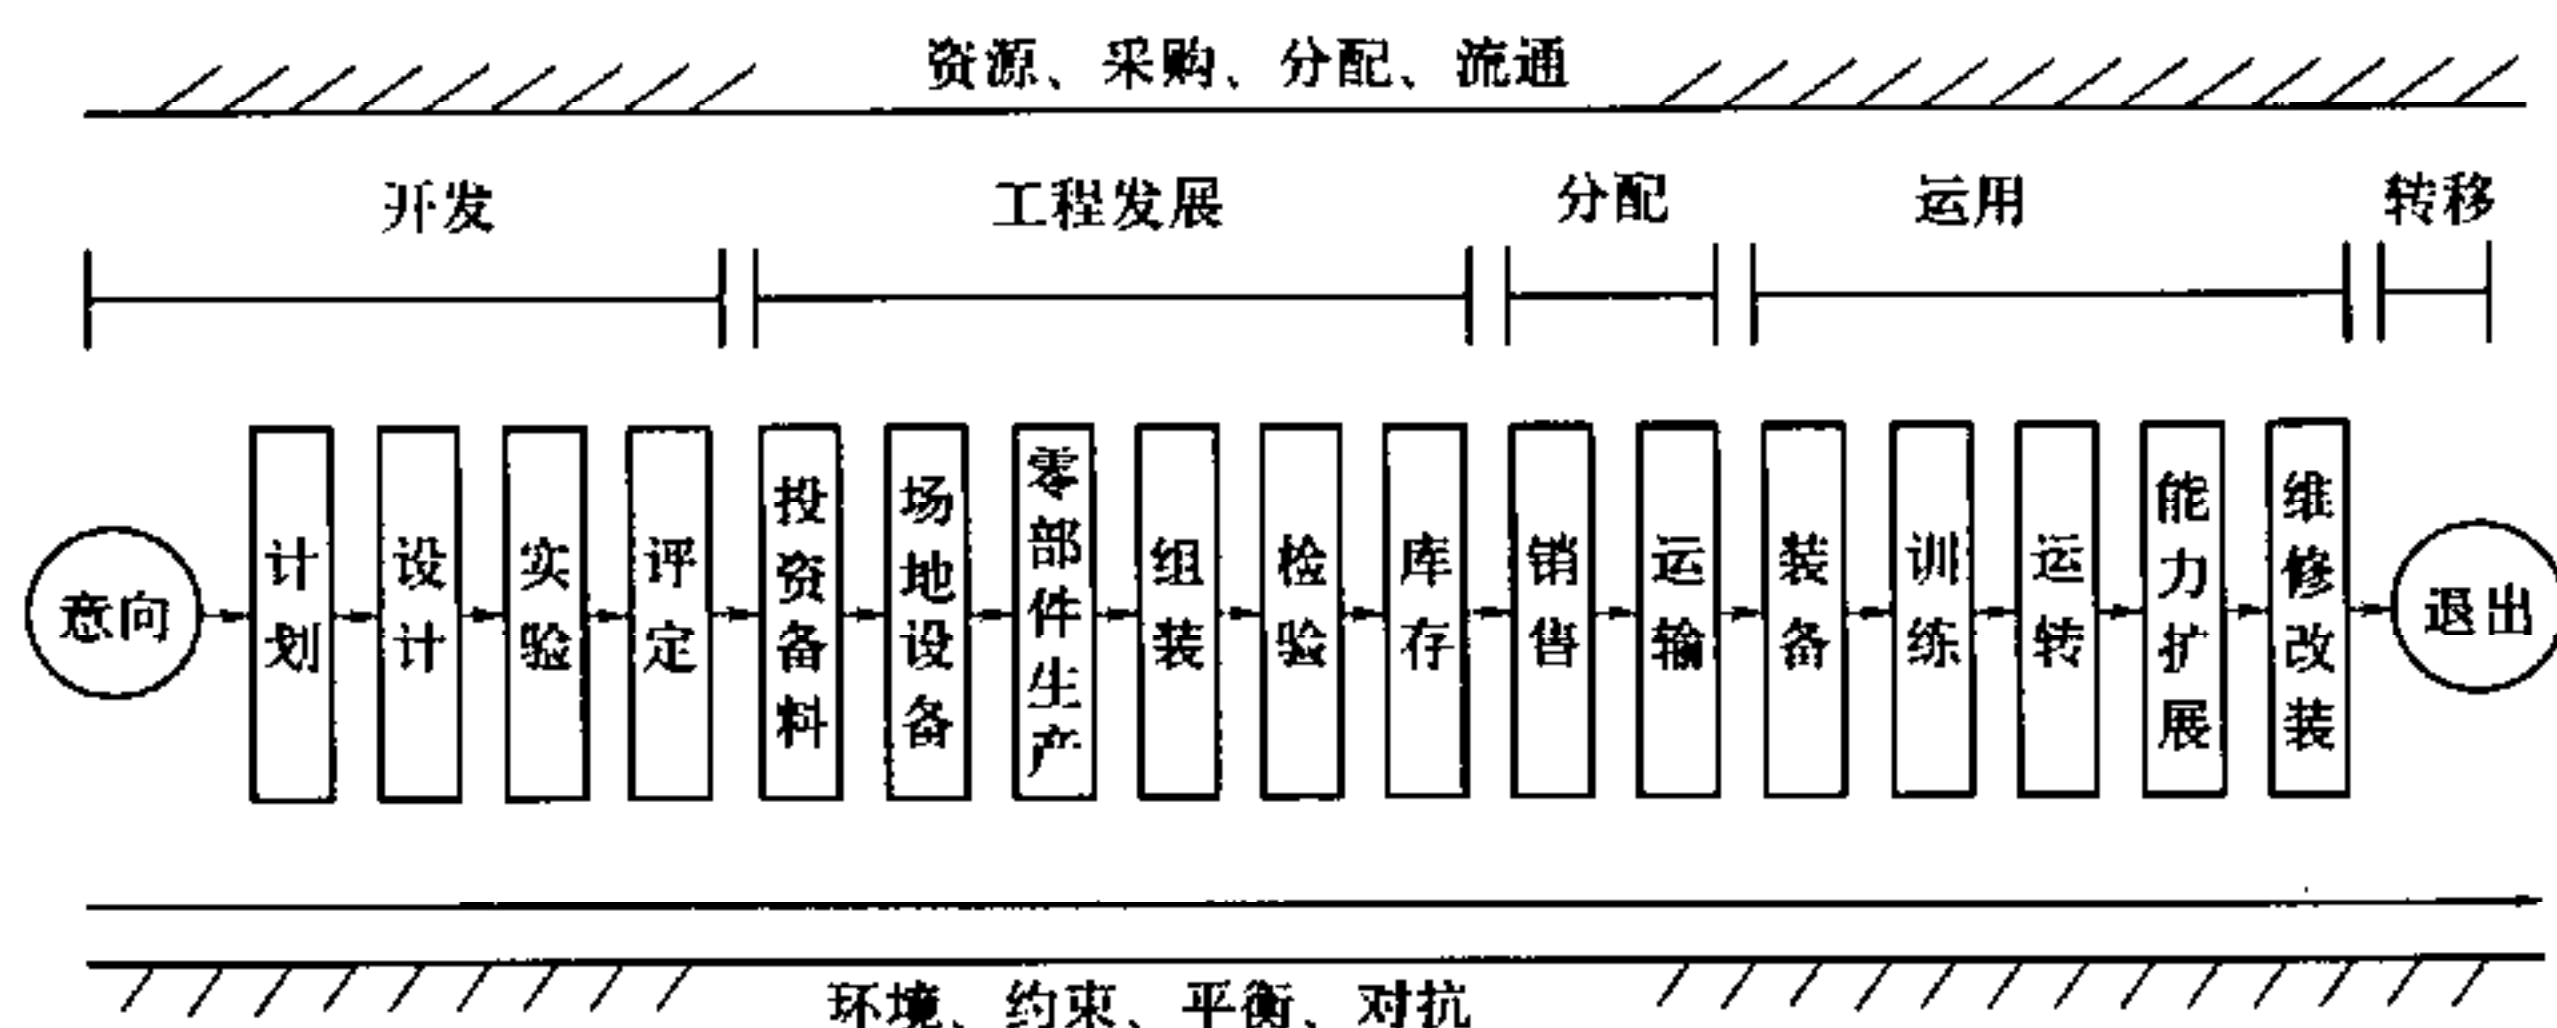 资源、采购、分配、流通
开发
工程发展
分配
运用
转移
意向
计划
设计
实验
评定
投资备料
场地设备
零部件生产
组装
检验
库存
销售
运输
装备
训练
运转
能力扩展
维修改装
退出
环境、约束、平衡、对抗